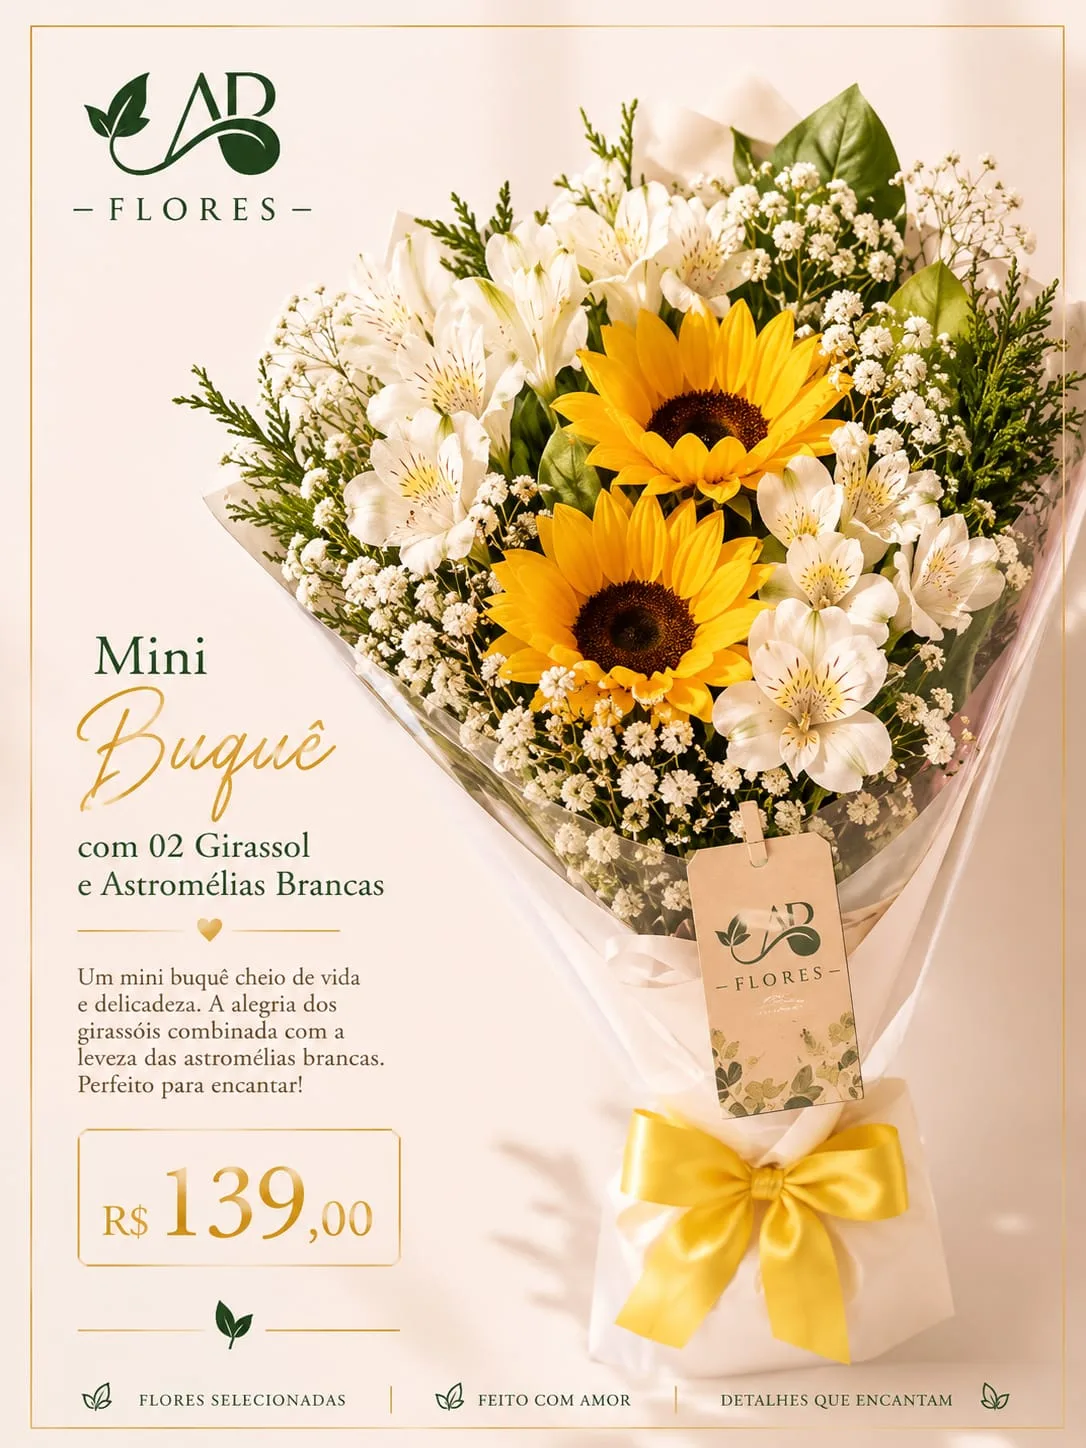 AB
– FLORES –
Mini
Buquê
com 02 Girassol
e Astromélias Brancas
Um mini buquê cheio de vida
e delicadeza. A alegria dos
girassóis combinada com a
leveza das astromélias brancas.
Perfeito para encantar!
R$ 139,00
AB
– FLORES –
FLORES SELECIONADAS
FEITO COM AMOR
DETALHES QUE ENCANTAM